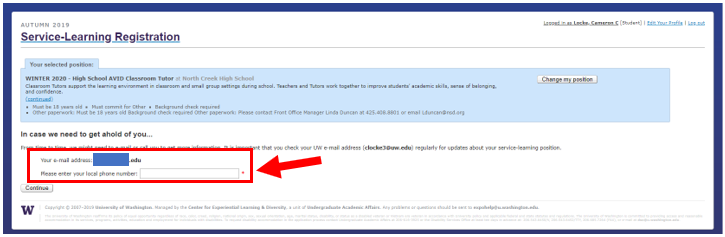 AUTUMN 2019
Logged in as Locke, Cameron C (Student) | Edit Your Profile | Log out
Service-Learning Registration
Your selected position:
WINTER 2020 - High School AVID Classroom Tutor at North Creek High School
Change my position
Classroom Tutors support the learning environment in classroom and small group settings during school. Teachers and Tutors work together to improve students' academic skills, sense of belonging,
and confidence.
(continued)
• Must be 18 years old • Must commit for Other • Background check required
• Other paperwork: Must be 18 years old Background check required Other Paperwork: Please contact Front Office Manager Linda Duncan at 425-408-8801 or email lduncan@nsd.org
In case we need to get ahold of you...
From time to time, we might need to e-mail or call you to get more information. It is important that you check your UW e-mail address (clocke3@uw.edu) regularly for updates about your service-learning position.
Your e-mail address: .edu
Please enter your local phone number: *
Continue
W
Copyright © 2007-2019 University of Washington. Managed by the Center for Experiential Learning & Diversity, a unit of Undergraduate Academic Affairs. Any problems or questions should be sent to expohelp@u.washington.edu.